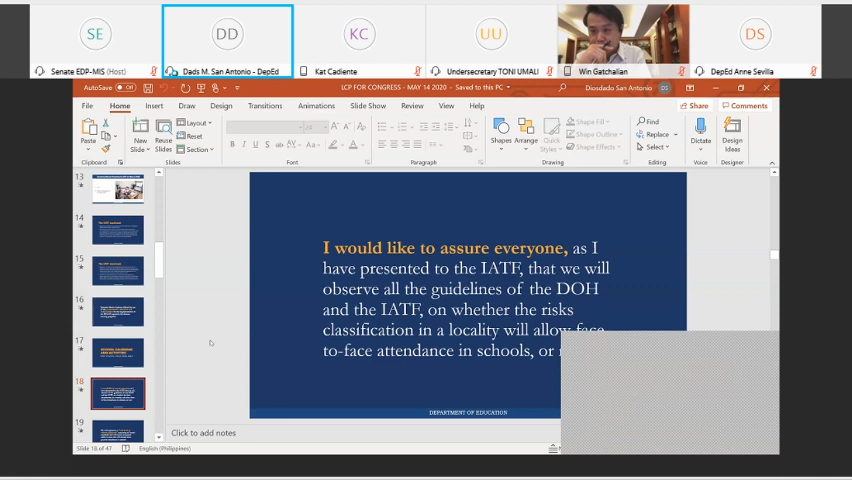 SE
DD
KC
UU
DS
Senate EDP-MIS (Host)
Dads M. San Antonio - DepEd
Kat Cadiente
Undersecretary TONI UMALI
Win Gatchalian
DepEd Anne Sevilla
AutoSave Off
LCP FOR CONGRESS - MAY 14 2020 - Saved to this PC
Diosdado San Antonio
DS
File Home Insert Draw Design Transitions Animations Slide Show Review View Help
Share Comments
Paste
New Slide
Reuse Slides
Layout
Reset
Section
Shapes
Arrange
Quick Styles
Shape Fill
Shape Outline
Shape Effects
Find
Replace
Select
Dictate
Design Ideas
Clipboard
Slides
Font
Paragraph
Drawing
Editing
Voice
Designer
13
14
15
16
17
18
19
I would like to assure everyone, as I
have presented to the IATF, that we will
observe all the guidelines of the DOH
and the IATF, on whether the risks
classification in a locality will allow face-
to-face attendance in schools, or
DEPARTMENT OF EDUCATION
Click to add notes
Slide 18 of 47
English (Philippines)